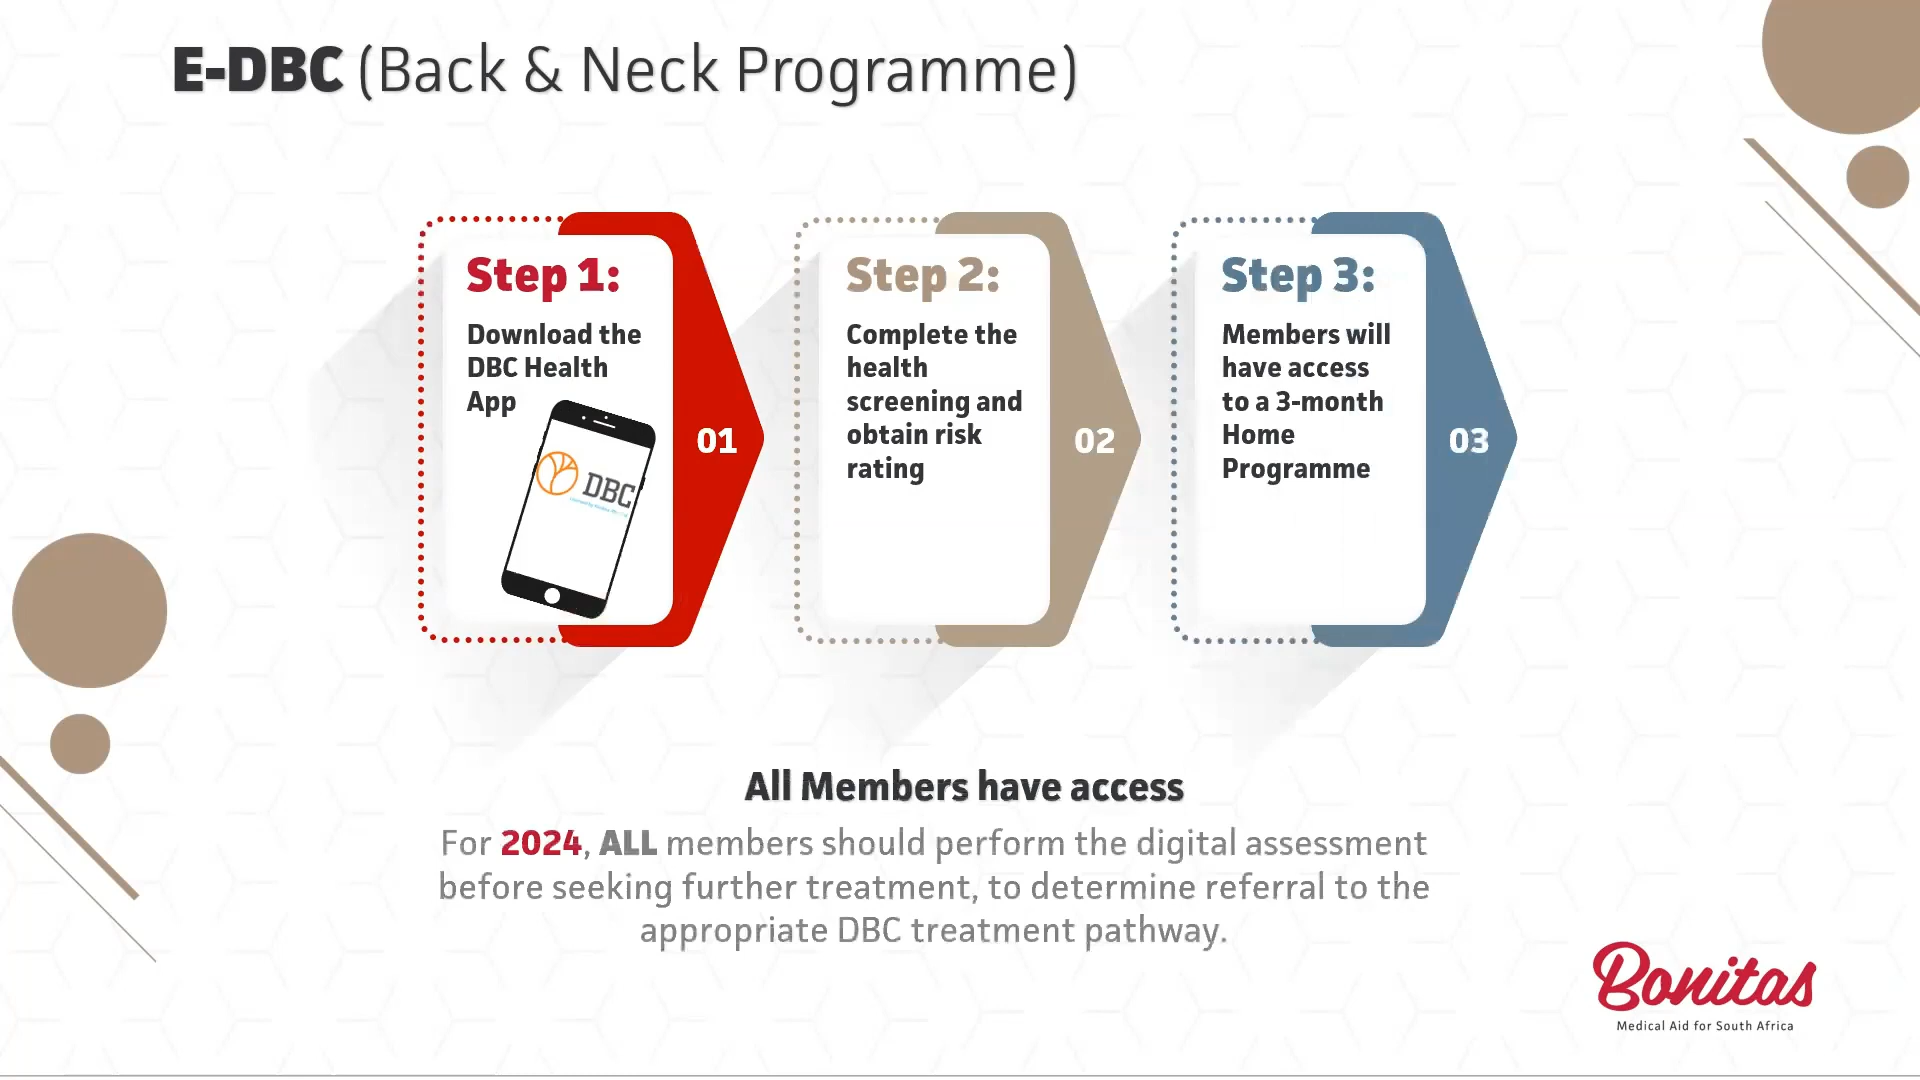 E-DBC (Back & Neck Programme)
Step 1:
Download the
DBC Health
App
DBC
01
Step 2:
Complete the
health
screening and
obtain risk
rating
02
Step 3:
Members will
have access
to a 3-month
Home
Programme
03
All Members have access
For 2024, ALL members should perform the digital assessment
before seeking further treatment, to determine referral to the
appropriate DBC treatment pathway.
Bonitas
Medical Aid for South Africa